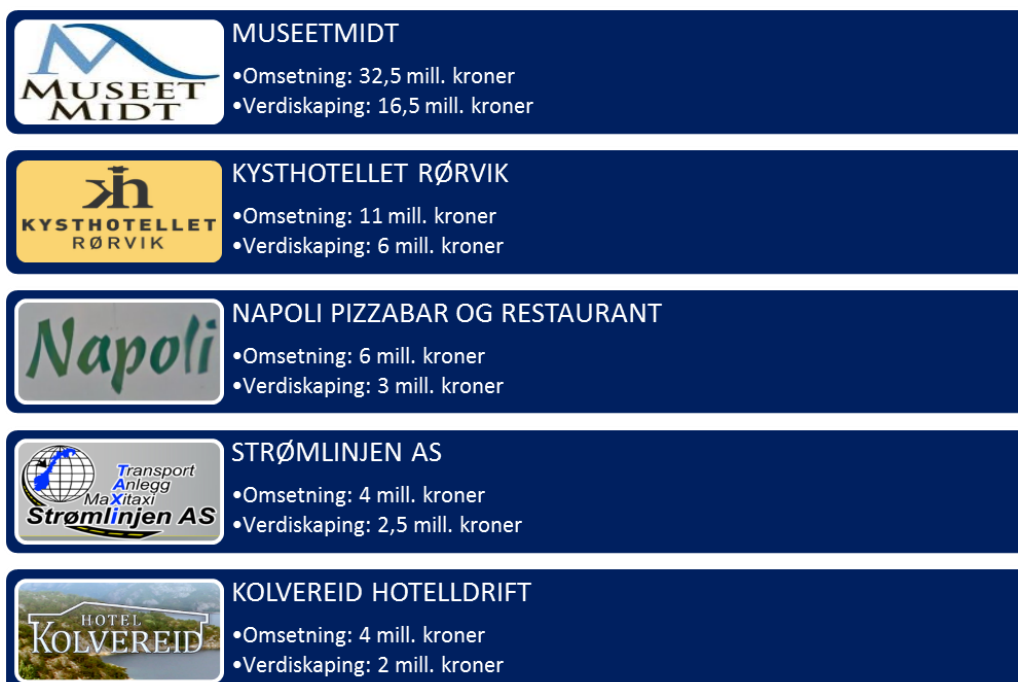 MUSEET
MIDT
MUSEETMIDT
•Omsetning: 32,5 mill. kroner
•Verdiskaping: 16,5 mill. kroner
kh
KYSTHOTELLET
RØRVIK
KYSTHOTELLET RØRVIK
•Omsetning: 11 mill. kroner
•Verdiskaping: 6 mill. kroner
Napoli
NAPOLI PIZZABAR OG RESTAURANT
•Omsetning: 6 mill. kroner
•Verdiskaping: 3 mill. kroner
Transport
Anlegg
MaXitaxi
Strømlinjen AS
STRØMLINJEN AS
•Omsetning: 4 mill. kroner
•Verdiskaping: 2,5 mill. kroner
HOTEL
KOLVEREID
KOLVEREID HOTELLDRIFT
•Omsetning: 4 mill. kroner
•Verdiskaping: 2 mill. kroner